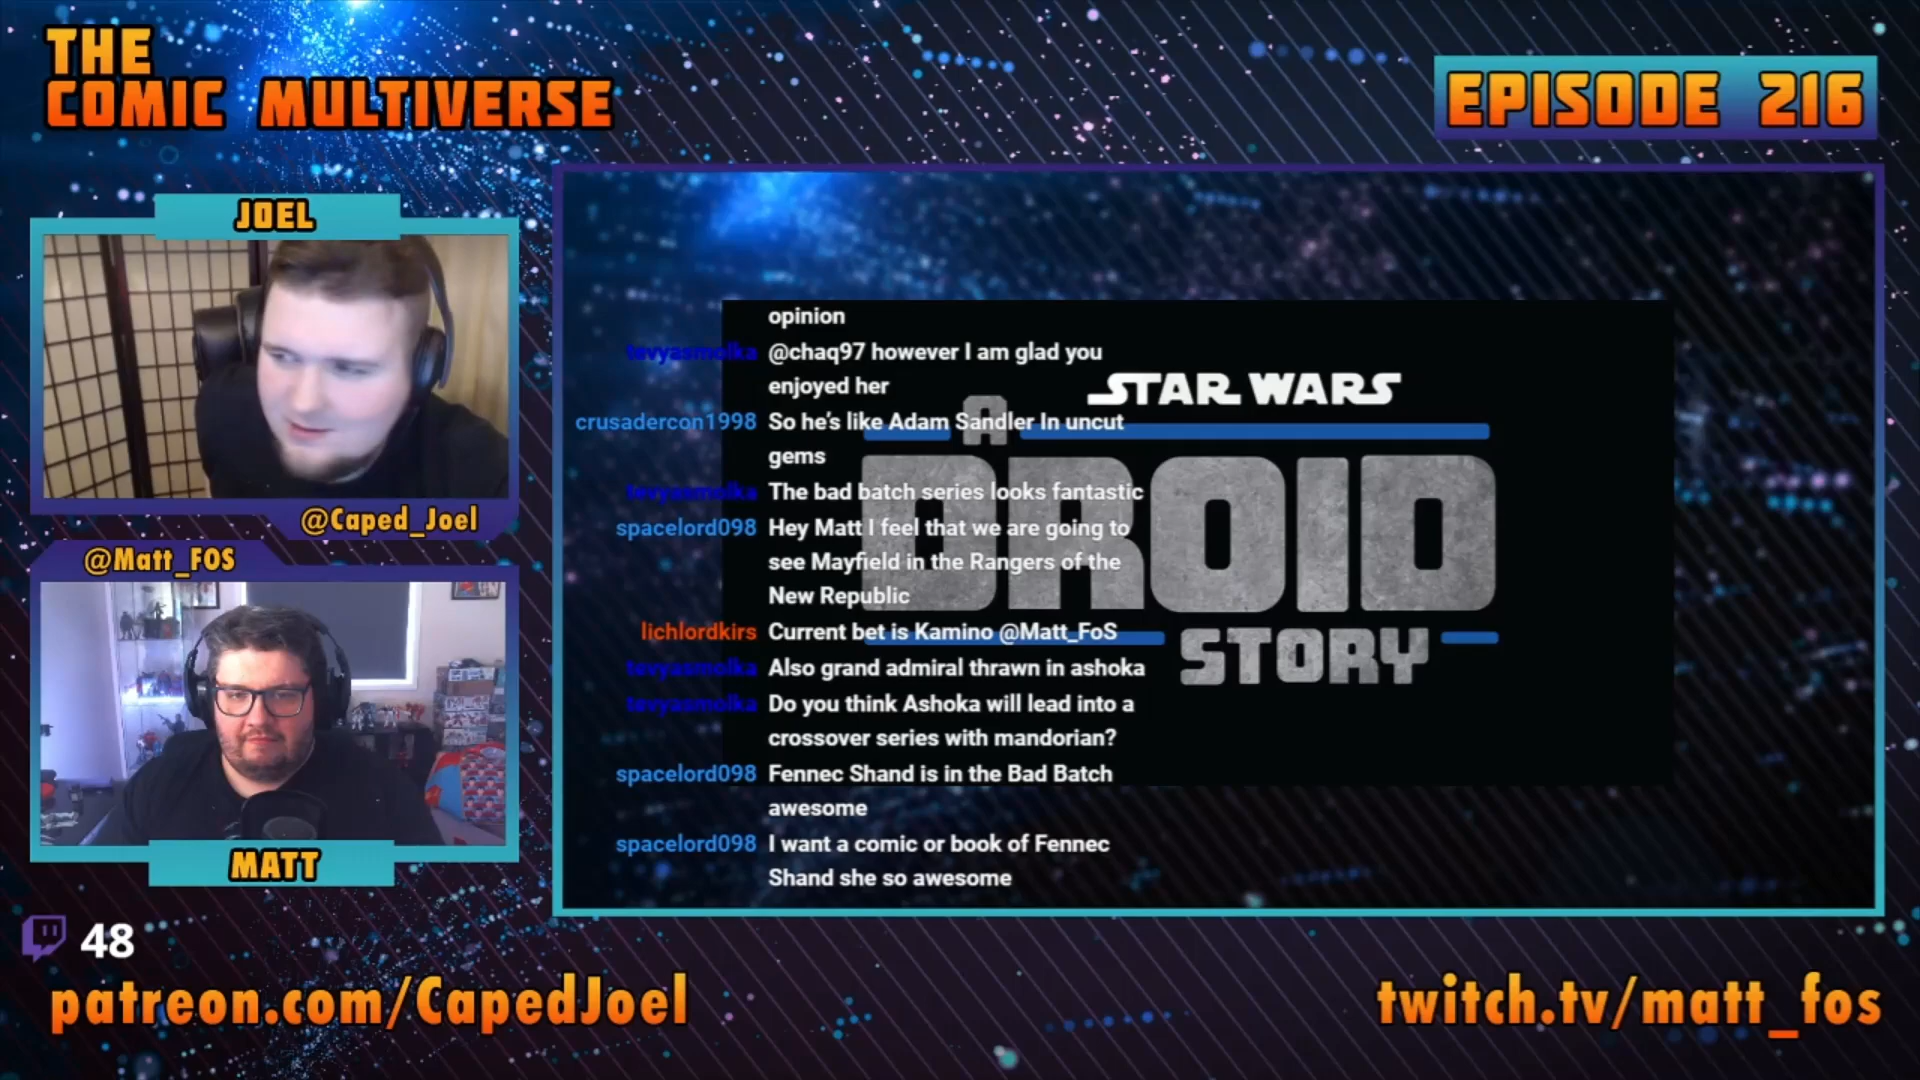 THE
COMIC MULTIVERSE
EPISODE 216
JOEL
@Caped_Joel
@Matt_FOS
MATT
48
patreon.com/CapedJoel
twitch.tv/matt_fos
opinion
tevyasmolka @chaq97 however I am glad you
enjoyed her
crusadercon1998 So he's like Adam Sandler In uncut
gems
tevyasmolka The bad batch series looks fantastic
spacelord098 Hey Matt I feel that we are going to
see Mayfield in the Rangers of the
New Republic
lichlordkirs Current bet is Kamino @Matt_FoS
tevyasmolka Also grand admiral thrawn in ashoka
tevyasmolka Do you think Ashoka will lead into a
crossover series with mandorian?
spacelord098 Fennec Shand is in the Bad Batch
awesome
spacelord098 I want a comic or book of Fennec
Shand she so awesome
STAR WARS
A
DROID
STORY